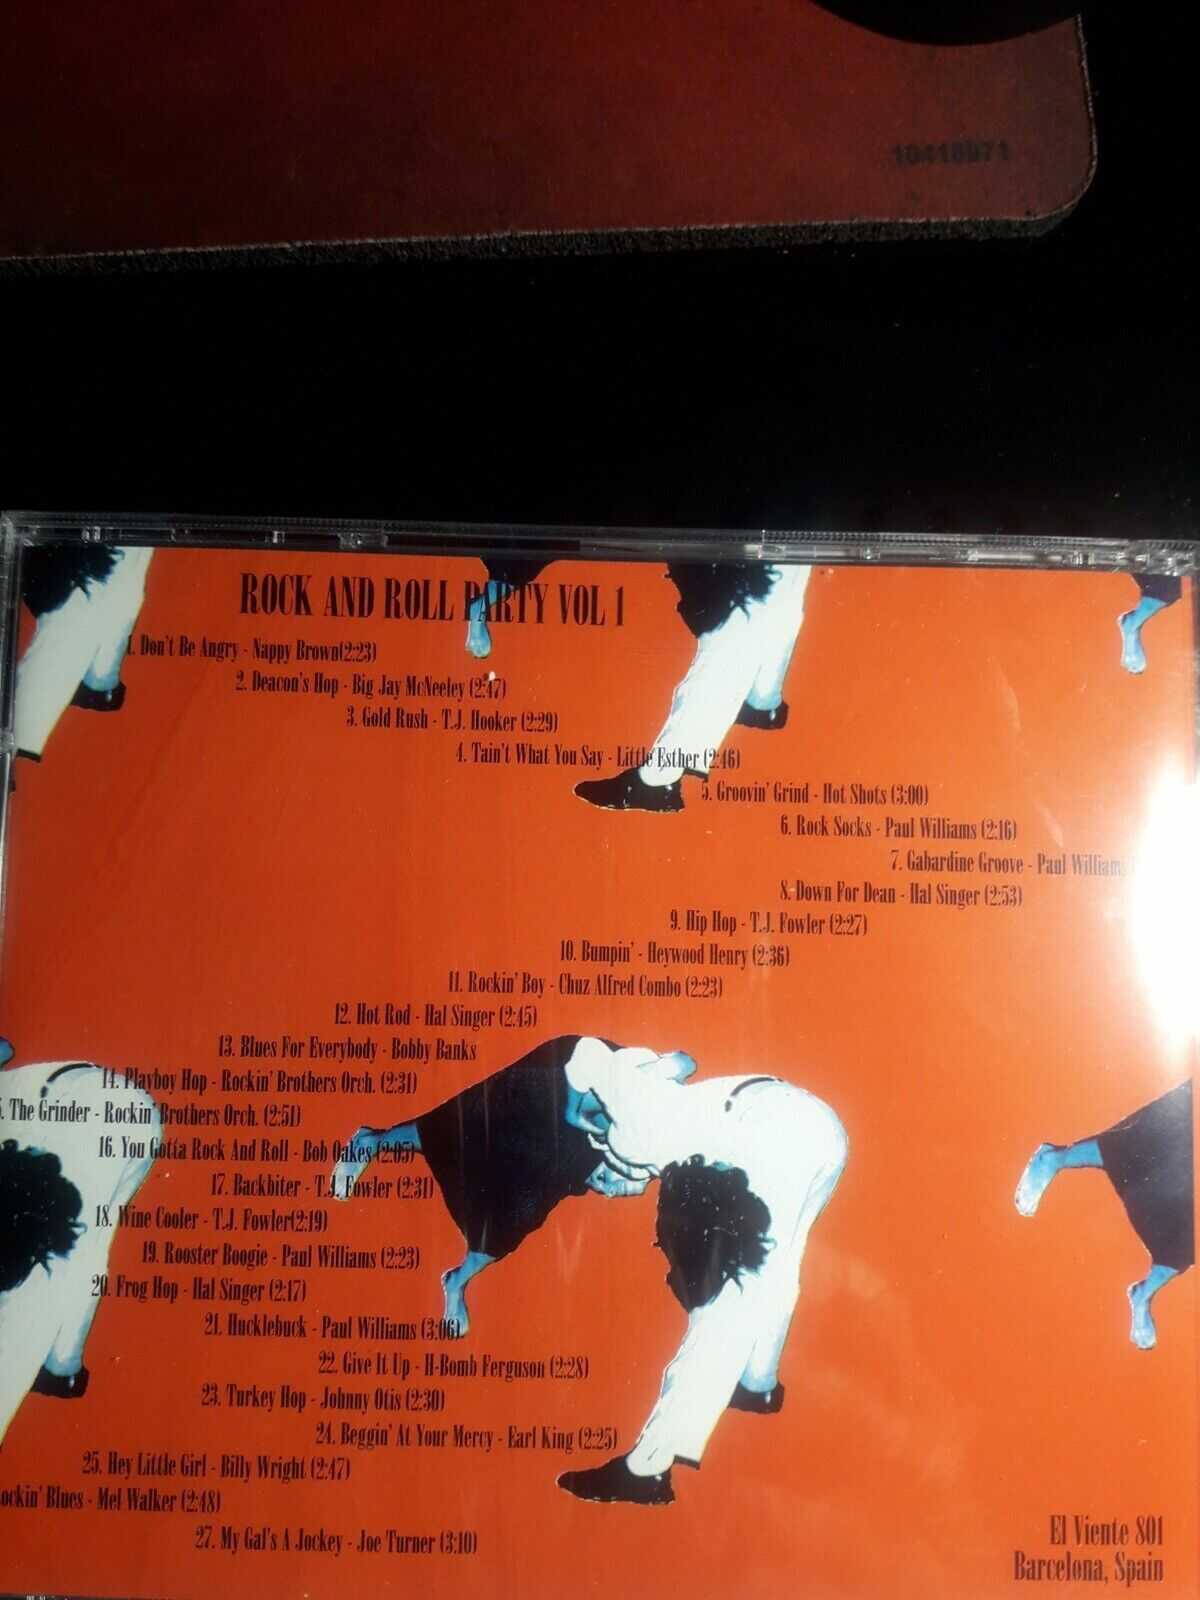 10418971
ROCK AND ROLL PARTY VOL 1
1. Don't Be Angry - Nappy Brown(2:23)
2. Deacon's Hop - Big Jay McNeeley (2:47)
3. Gold Rush - T.J. Hooker (2:29)
4. Tain't What You Say - Little Esther (2:46)
5. Groovin' Grind - Hot Shots (3:00)
6. Rock Socks - Paul Williams (2:16)
7. Gabardine Groove - Paul Williams
8. Down For Dean - Hal Singer (2:53)
9. Hip Hop - T.J. Fowler (2:27)
10. Bumpin' - Heywood Henry (2:36)
11. Rockin' Boy - Chuz Alfred Combo (2:23)
12. Hot Rod - Hal Singer (2:45)
13. Blues For Everybody - Bobby Banks
14. Playboy Hop - Rockin' Brothers Orch. (2:31)
5. The Grinder - Rockin' Brothers Orch. (2:51)
16. You Gotta Rock And Roll - Bob Oakes (2:05)
17. Backbiter - T.J. Fowler (2:31)
18. Wine Cooler - T.J. Fowler(2:19)
19. Rooster Boogie - Paul Williams (2:23)
20. Frog Hop - Hal Singer (2:17)
21. Hucklebuck - Paul Williams (3:06)
22. Give It Up - H-Bomb Ferguson (2:28)
23. Turkey Hop - Johnny Otis (2:30)
24. Beggin' At Your Mercy - Earl King (2:25)
25. Hey Little Girl - Billy Wright (2:47)
ockin' Blues - Mel Walker (2:48)
27. My Gal's A Jockey - Joe Turner (3:10)
El Viente 801
Barcelona, Spain